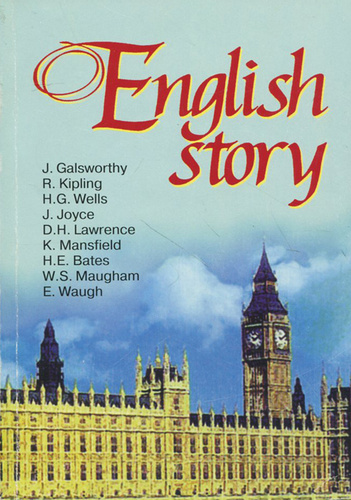 English
story
J. Galsworthy
R. Kipling
H.G. Wells
J. Joyce
D.H. Lawrence
K. Mansfield
H.E. Bates
W.S. Maugham
E. Waugh